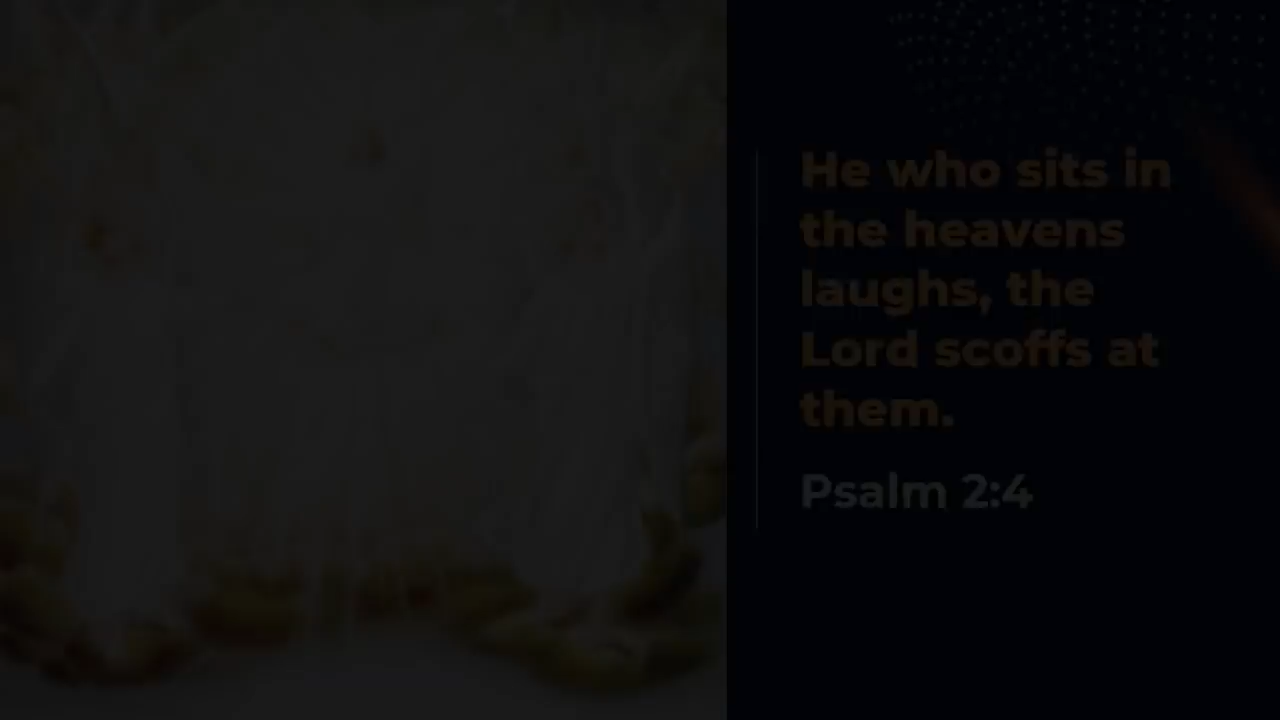 He who sits in
the heavens
laughs, the
Lord scoffs at
them.
Psalm 2:4